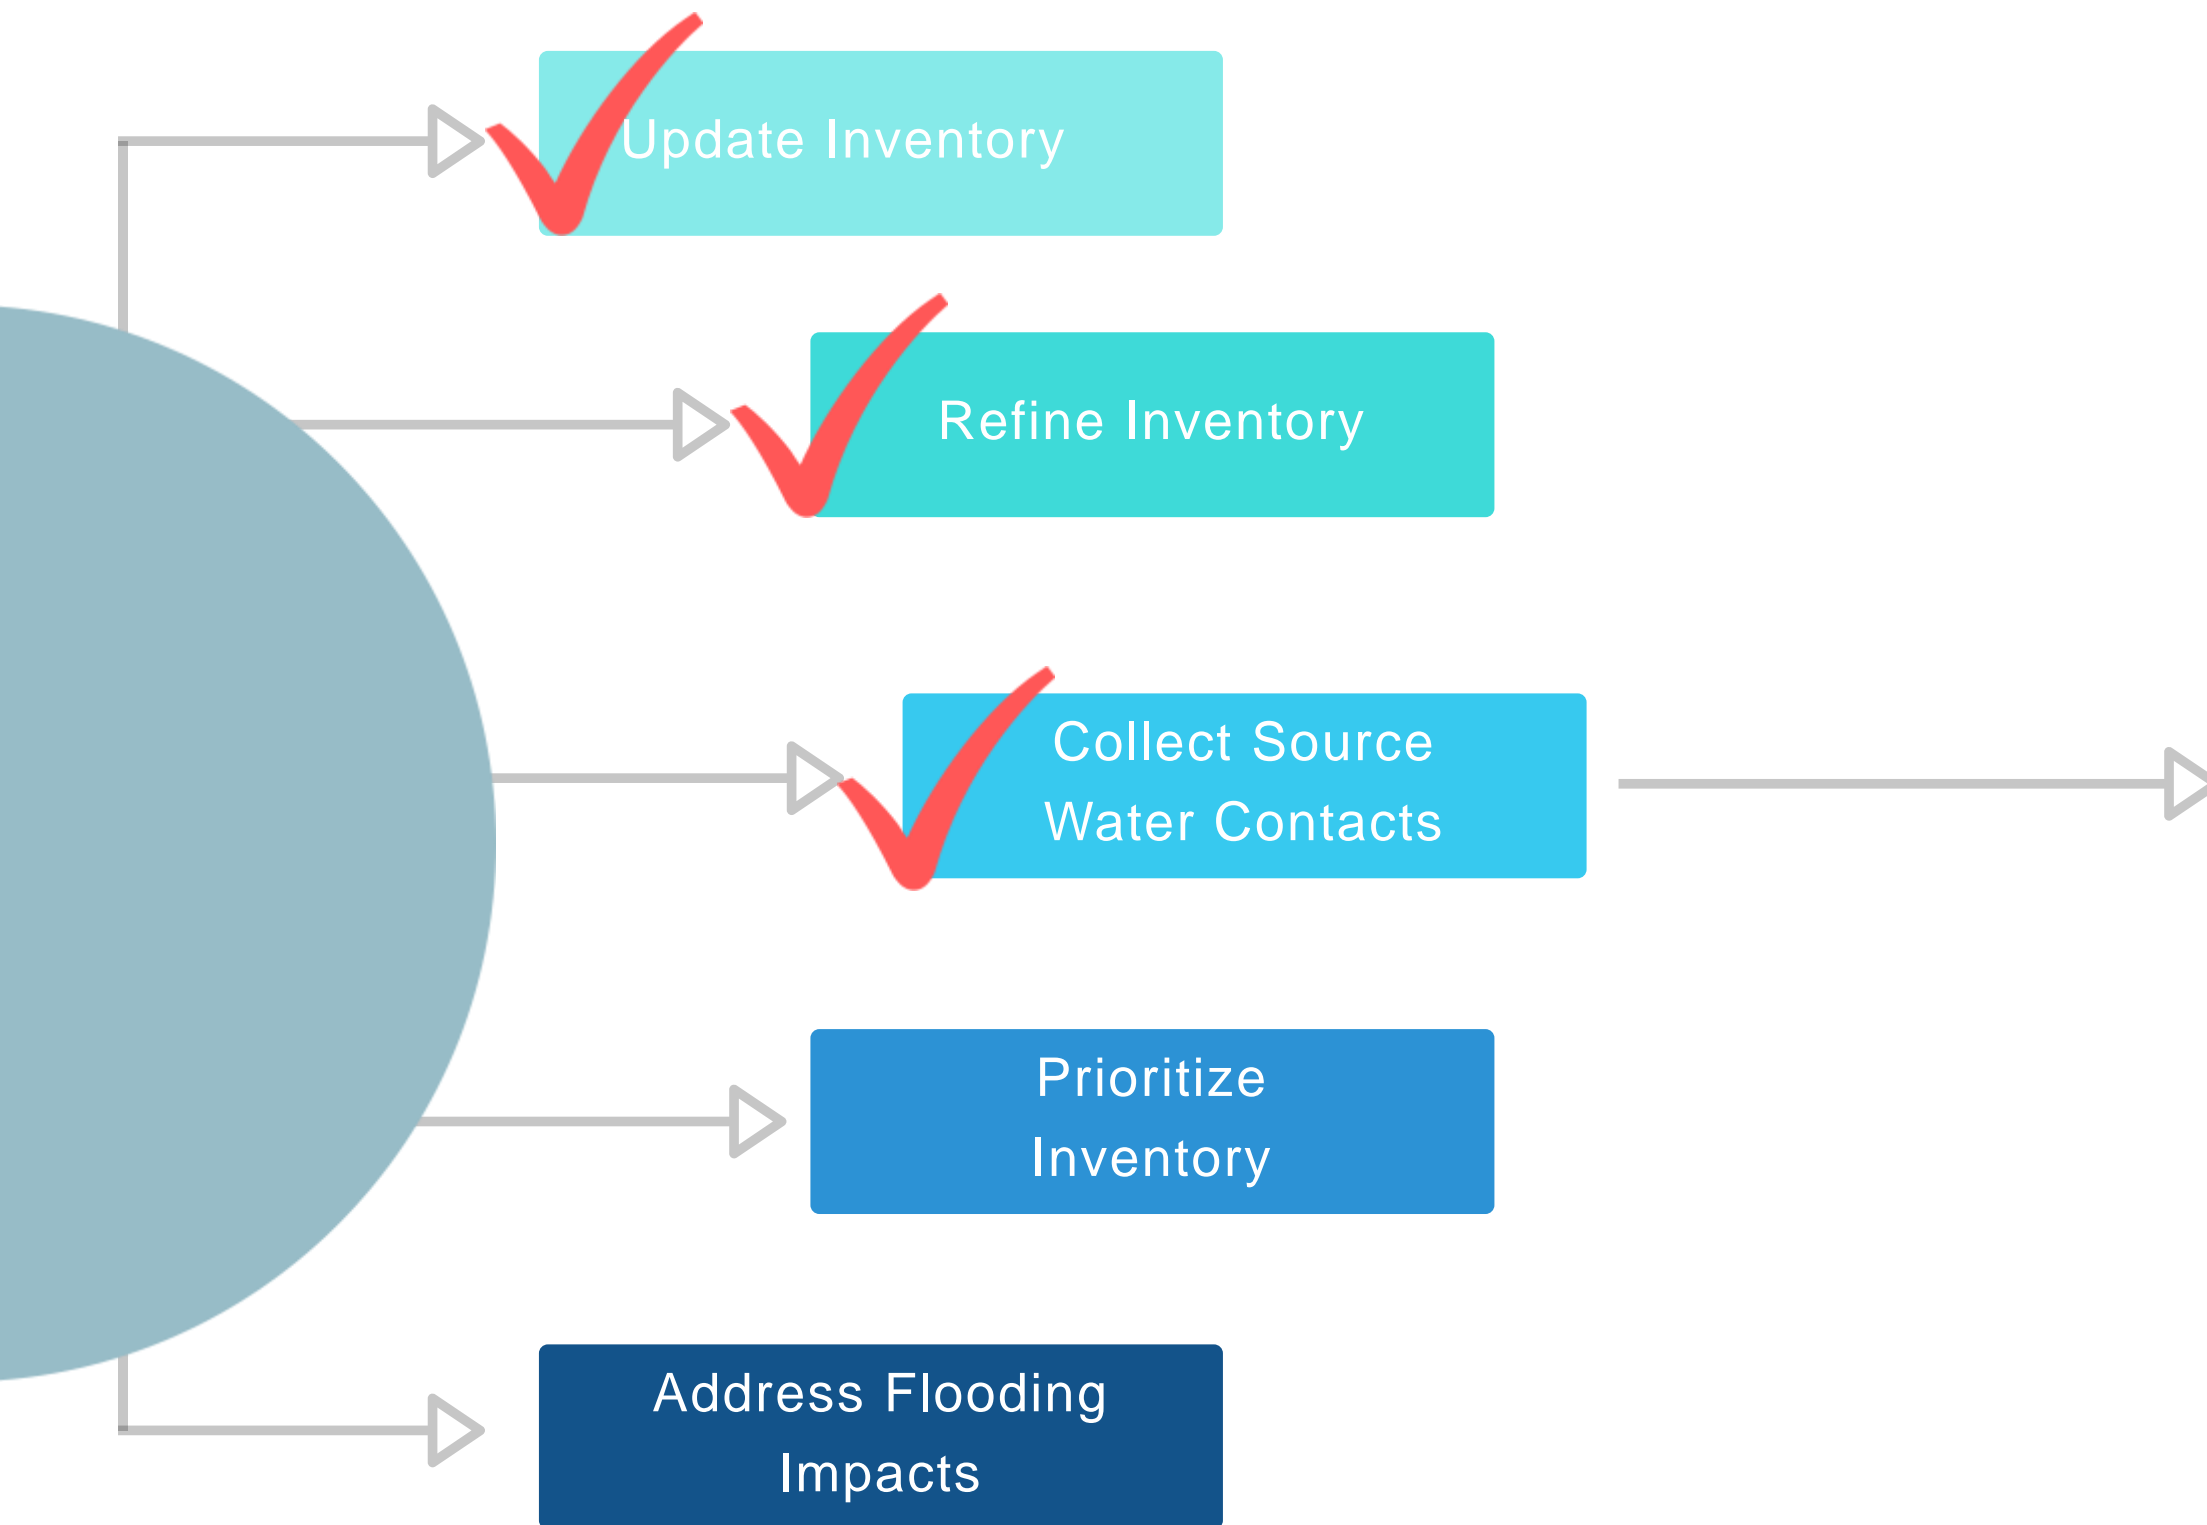 Update Inventory
Refine Inventory
Collect Source
Water Contacts
Prioritize
Inventory
Address Flooding
Impacts